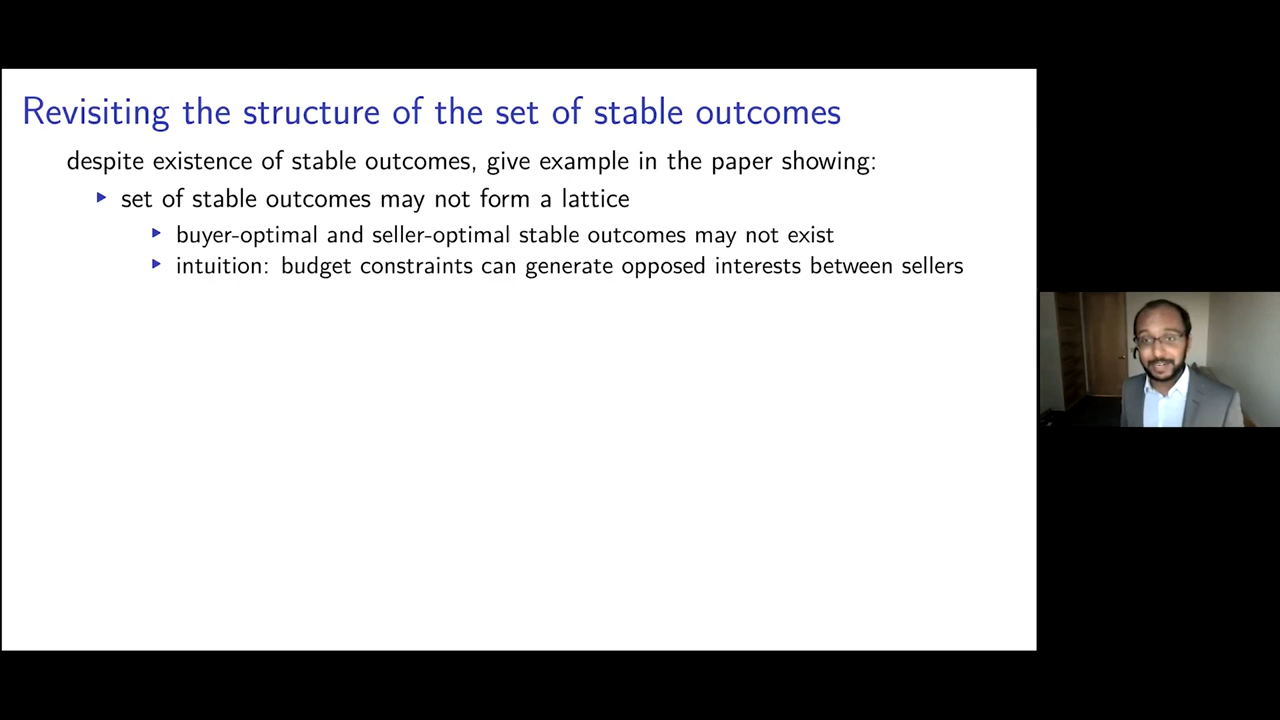 Revisiting the structure of the set of stable outcomes
despite existence of stable outcomes, give example in the paper showing:
set of stable outcomes may not form a lattice
buyer-optimal and seller-optimal stable outcomes may not exist
intuition: budget constraints can generate opposed interests between sellers